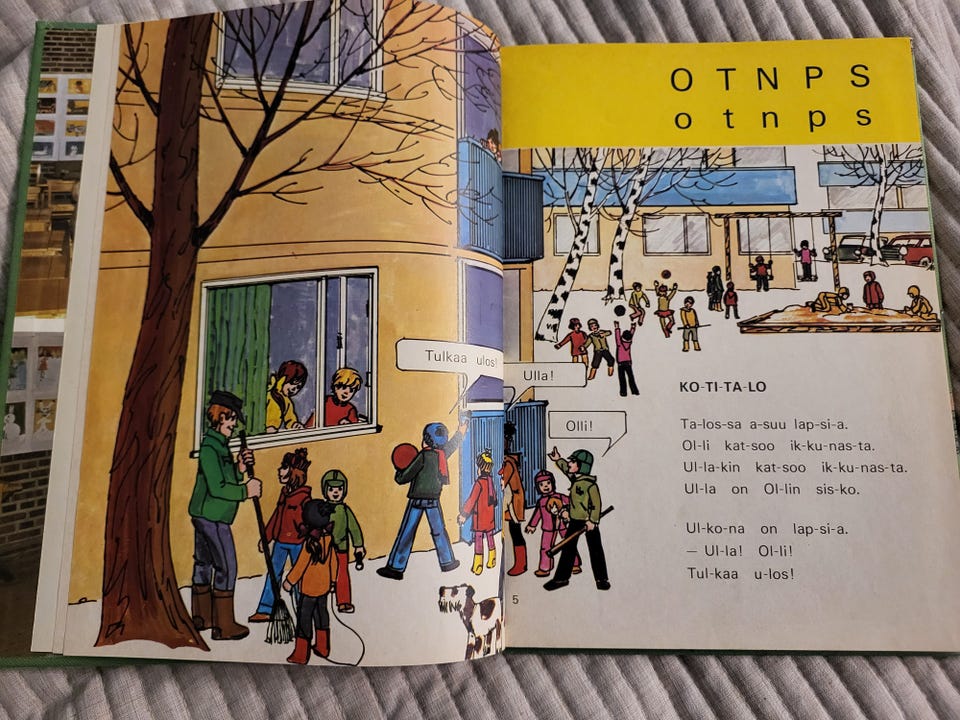 Tulkaa ulos!
Ulla!
Olli!
5
O T N P S
o t n p s
KO-TI-TA-LO
Ta-los-sa a-suu lap-si-a.
Ol-li kat-soo ik-ku-nas-ta.
Ul-la-kin kat-soo ik-ku-nas-ta.
Ul-la on Ol-lin sis-ko.
Ul-ko-na on lap-si-a.
— Ul-la! Ol-li!
Tul-kaa u-los!